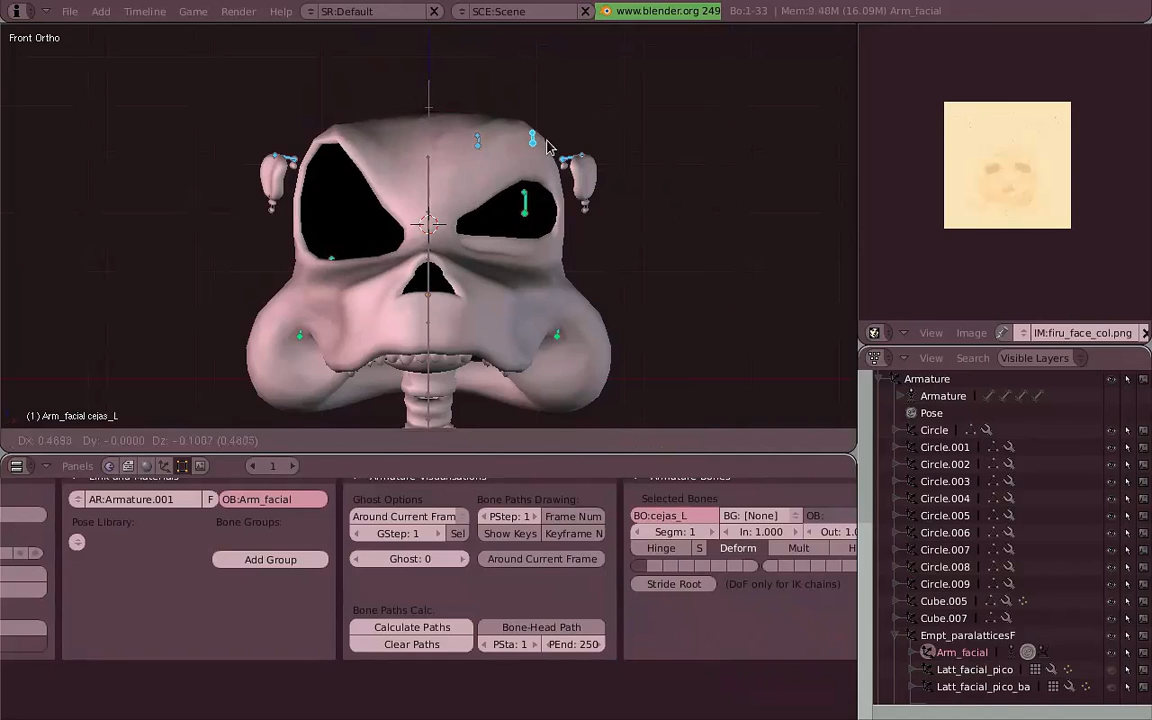 File Add Timeline Game Render Help SR:Default SCE:Scene www.blender.org 249 Bo:1-33 | Mem:9.48M (16.09M) Arm_facial
Front Ortho
(1) Arm_facial cejas_L
Dx: 0.4693 Dy: -0.0000 Dz: -0.1007 (0.4805)
View Image IM:firu_face_col.png
View Search Visible Layers
Armature
Armature
Pose
Circle
Circle.001
Circle.002
Circle.003
Circle.004
Circle.005
Circle.006
Circle.007
Circle.008
Circle.009
Cube.005
Cube.007
Empt_paralatticesF
Arm_facial
Latt_facial_pico
Latt_facial_pico_ba
Panels 1
AR:Armature.001 F OB:Arm_facial
Pose Library: Bone Groups:
Add Group
Ghost Options Bone Paths Drawing:
Around Current Fram PStep: 1 Frame Num
GStep: 1 Sel Show Keys Keyframe N
Ghost: 0 Around Current Frame
Bone Paths Calc.
Calculate Paths Bone-Head Path
Clear Paths PSta: 1 PEnd: 250
Selected Bones
BO:cejas_L BG: [None] OB:
Segm: 1 In: 1.000 Out: 1.0
Hinge S Deform Mult H
Stride Root (DoF only for IK chains)